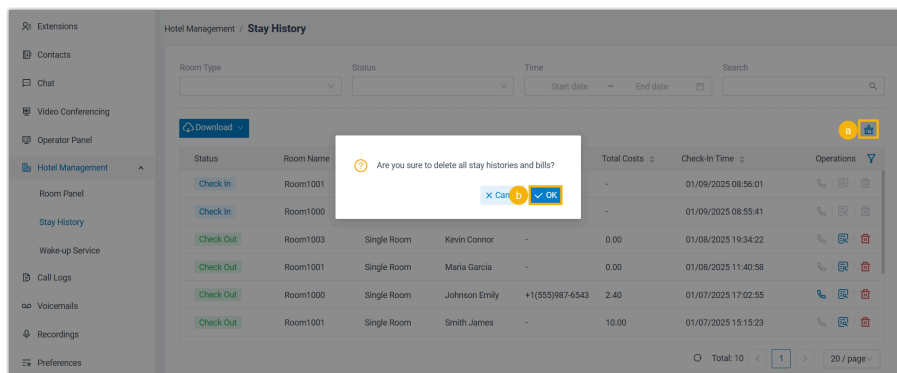 Extensions
Contacts
Chat
Video Conferencing
Operator Panel
Hotel Management
Room Panel
Stay History
Wake-up Service
Call Logs
Voicemails
Recordings
Preferences
Hotel Management / Stay History
Room Type Status Time Search
Start date – End date
Download
a
Are you sure to delete all stay histories and bills?
Can b OK
Status Room Name Total Costs Check-In Time Operations
Check In Room1001 - 01/09/2025 08:56:01
Check In Room1000 - 01/09/2025 08:55:41
Check Out Room1003 Single Room Kevin Connor - 0.00 01/08/2025 19:34:22
Check Out Room1001 Single Room Maria Garcia - 0.00 01/08/2025 11:40:58
Check Out Room1000 Single Room Johnson Emily +1(555)987-6543 2.40 01/07/2025 17:02:55
Check Out Room1001 Single Room Smith James - 10.00 01/07/2025 15:15:23
Total: 10 < 1 > 20 / page